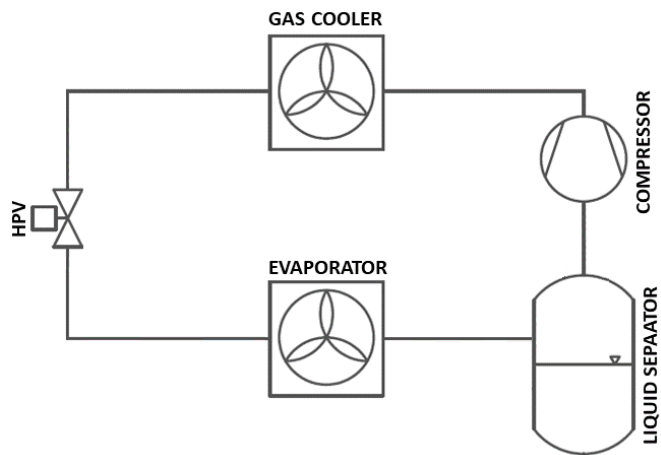 GAS COOLER
COMPRESSOR
HPV
EVAPORATOR
LIQUID SEPAATOR